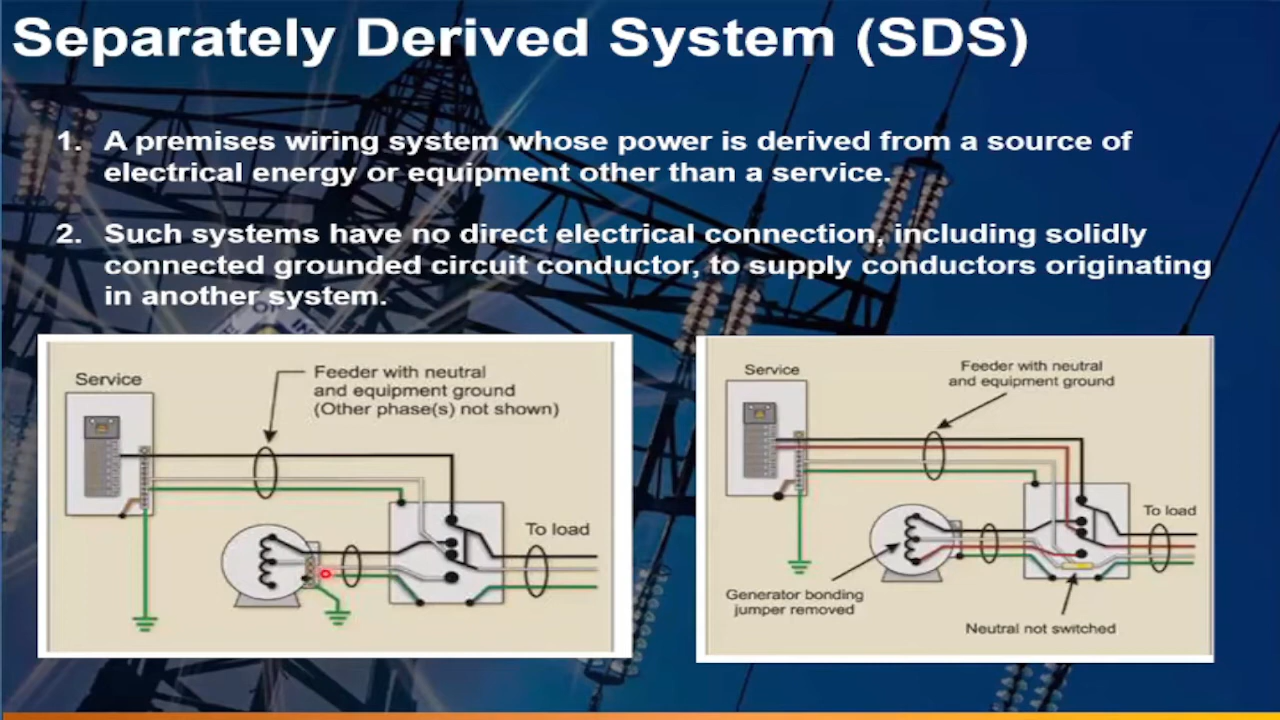 Separately Derived System (SDS)
1. A premises wiring system whose power is derived from a source of
electrical energy or equipment other than a service.
2. Such systems have no direct electrical connection, including solidly
connected grounded circuit conductor, to supply conductors originating
in another system.
Service
Feeder with neutral
and equipment ground
(Other phase(s) not shown)
To load
Service
Feeder with neutral
and equipment ground
To load
Generator bonding
jumper removed
Neutral not switched